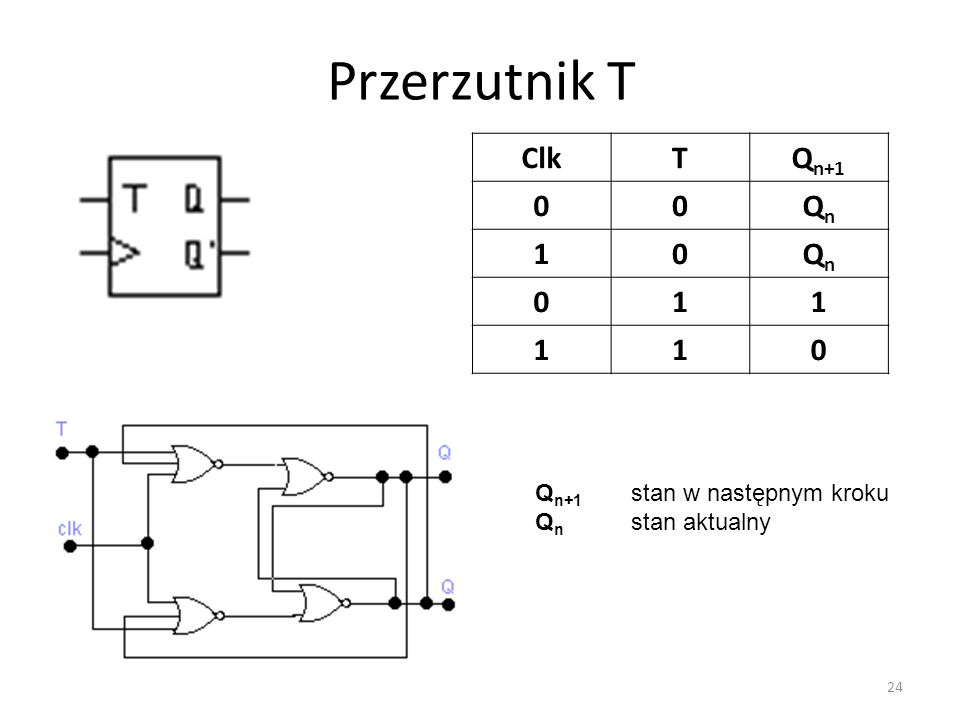 Przerzutnik T
T Q
Q'
Clk T Qn+1
0 0 Qn
1 0 Qn
0 1 1
1 1 0
T
Q
clk
Q
Qn+1 stan w następnym kroku
Qn stan aktualny
24